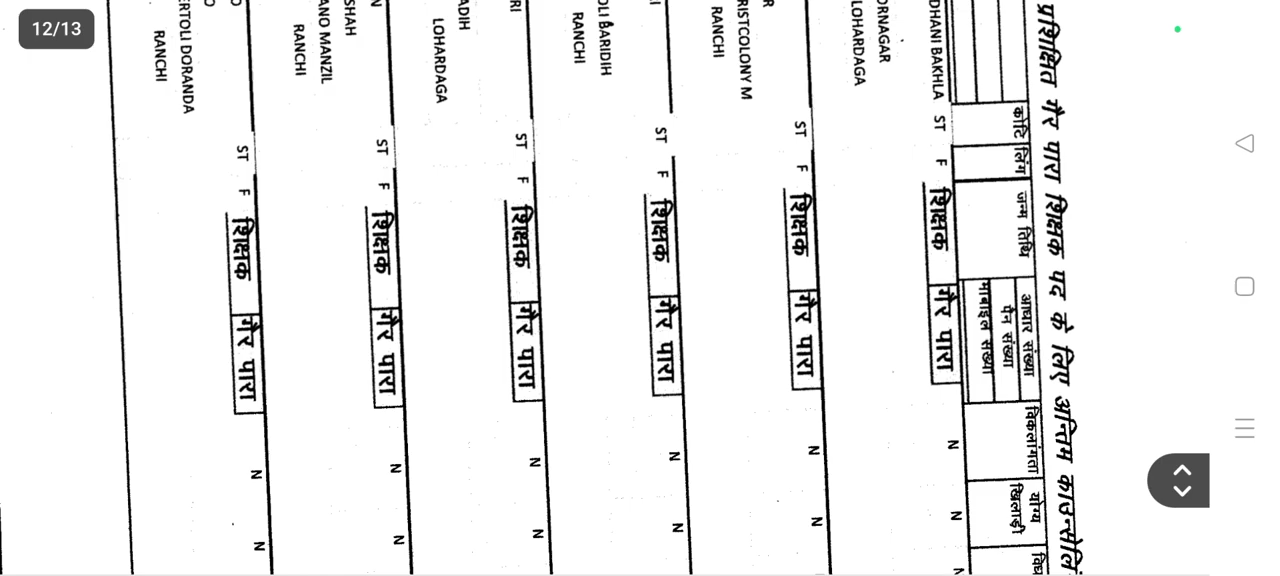 12/13
प्रशिक्षित गैर पारा शिक्षक पद के लिए अन्तिम काउन्सेलिं
कोटि लिंग जन्म तिथि आधार संख्या विकलांगता योग्य
पैन संख्या खिलाड़ी
मोबाईल संख्या
DHANI BAKHLA ST F शिक्षक गैर पारा N N
ORNAGAR
LOHARDAGA
ST F शिक्षक गैर पारा N N
R
RISTCOLONY M
RANCHI
ST F शिक्षक गैर पारा N N
OLI BARIDIH
RANCHI
RI ST F शिक्षक गैर पारा N N
ADIH
LOHARDAGA
N ST F शिक्षक गैर पारा N N
SHAH
ANO MANZIL
RANCHI
ST F शिक्षक गैर पारा N N
O
ERTOLI DORANDA
RANCHI